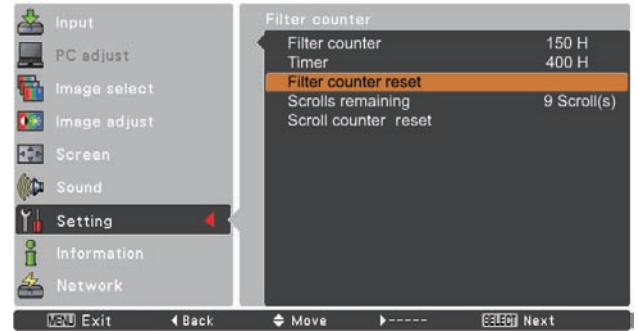 Input
PC adjust
Image select
Image adjust
Screen
Sound
Setting
Information
Network
Filter counter
Filter counter 150 H
Timer 400 H
Filter counter reset
Scrolls remaining 9 Scroll(s)
Scroll counter reset
MENU Exit Back Move ----- SELECT Next